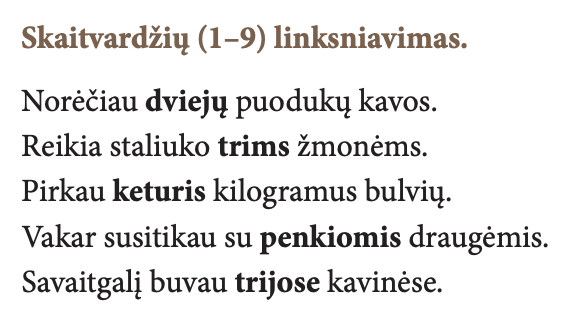 Skaitvardžių (1–9) linksniavimas.
Norėčiau dviejų puodukų kavos.
Reikia staliuko trims žmonėms.
Pirkau keturis kilogramus bulvių.
Vakar susitikau su penkiomis draugėmis.
Savaitgalį buvau trijose kavinėse.